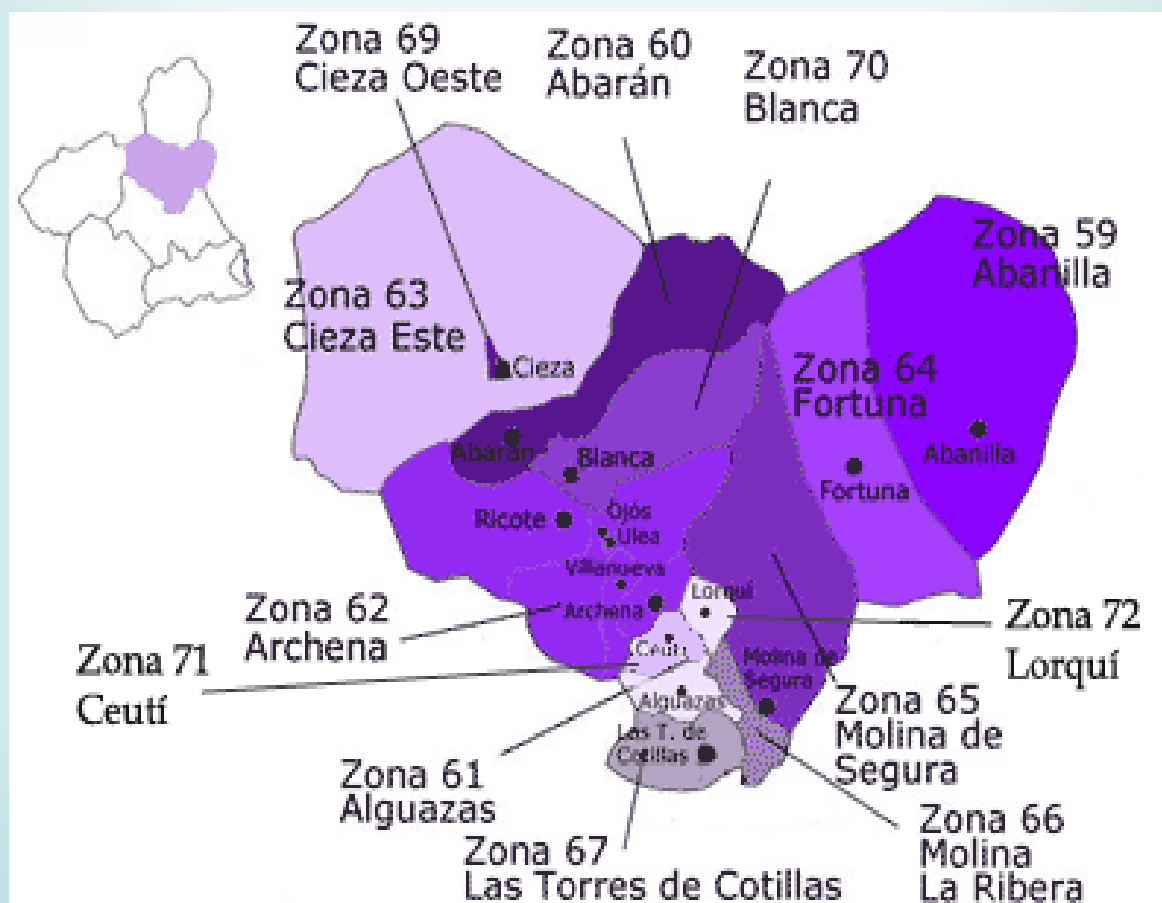 Zona 69
Cieza Oeste
Zona 60
Abarán
Zona 70
Blanca
Zona 59
Abanilla
Zona 63
Cieza Este
Cieza
Zona 64
Fortuna
Abarán
Blanca
Abanilla
Fortuna
Ricote
Ojós
Ulea
Villanueva
Archena
Lorquí
Zona 62
Archena
Zona 72
Lorquí
Zona 71
Ceutí
Ceutí
Molina de
Segura
Alguazas
Las T. de
Cotillas
Zona 65
Molina de
Segura
Zona 61
Alguazas
Zona 66
Molina
La Ribera
Zona 67
Las Torres de Cotillas